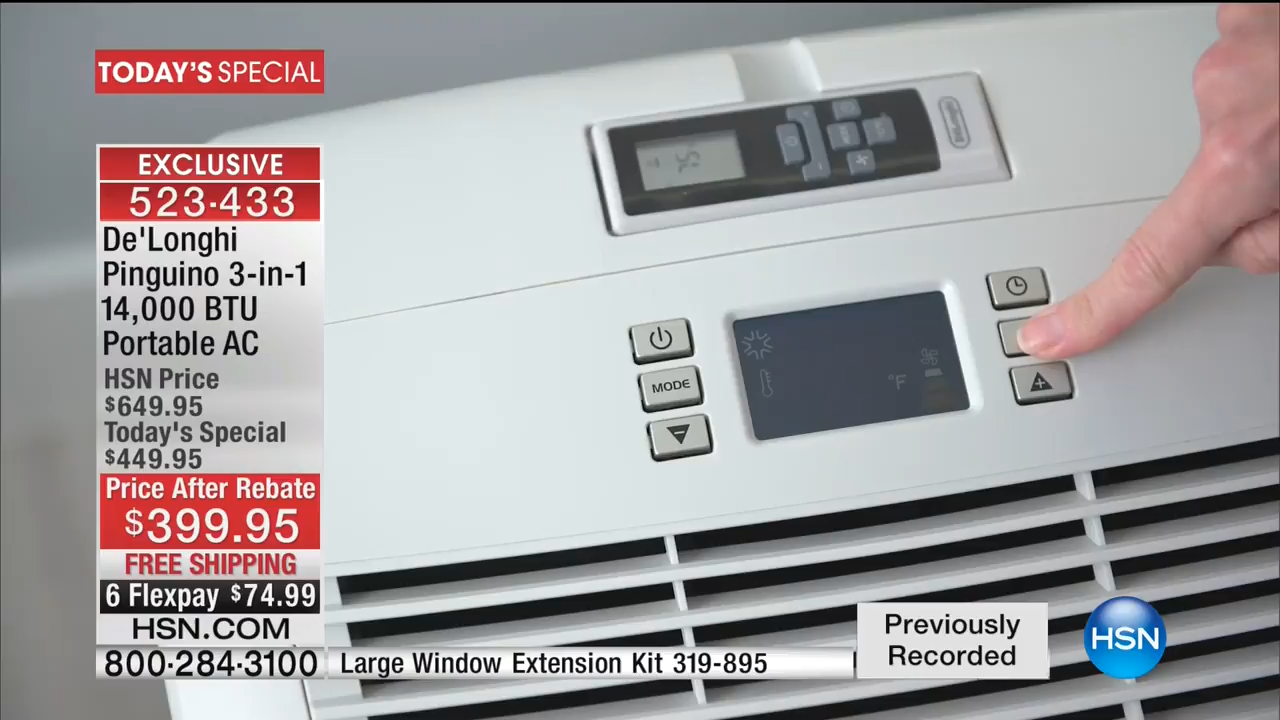 TODAY'S SPECIAL
EXCLUSIVE
523-433
De'Longhi
Pinguino 3-in-1
14,000 BTU
Portable AC
HSN Price
$649.95
Today's Special
$449.95
Price After Rebate
$399.95
FREE SHIPPING
6 Flexpay $74.99
HSN.COM
800-284-3100
Large Window Extension Kit 319-895
Previously
Recorded
HSN
MODE
°F